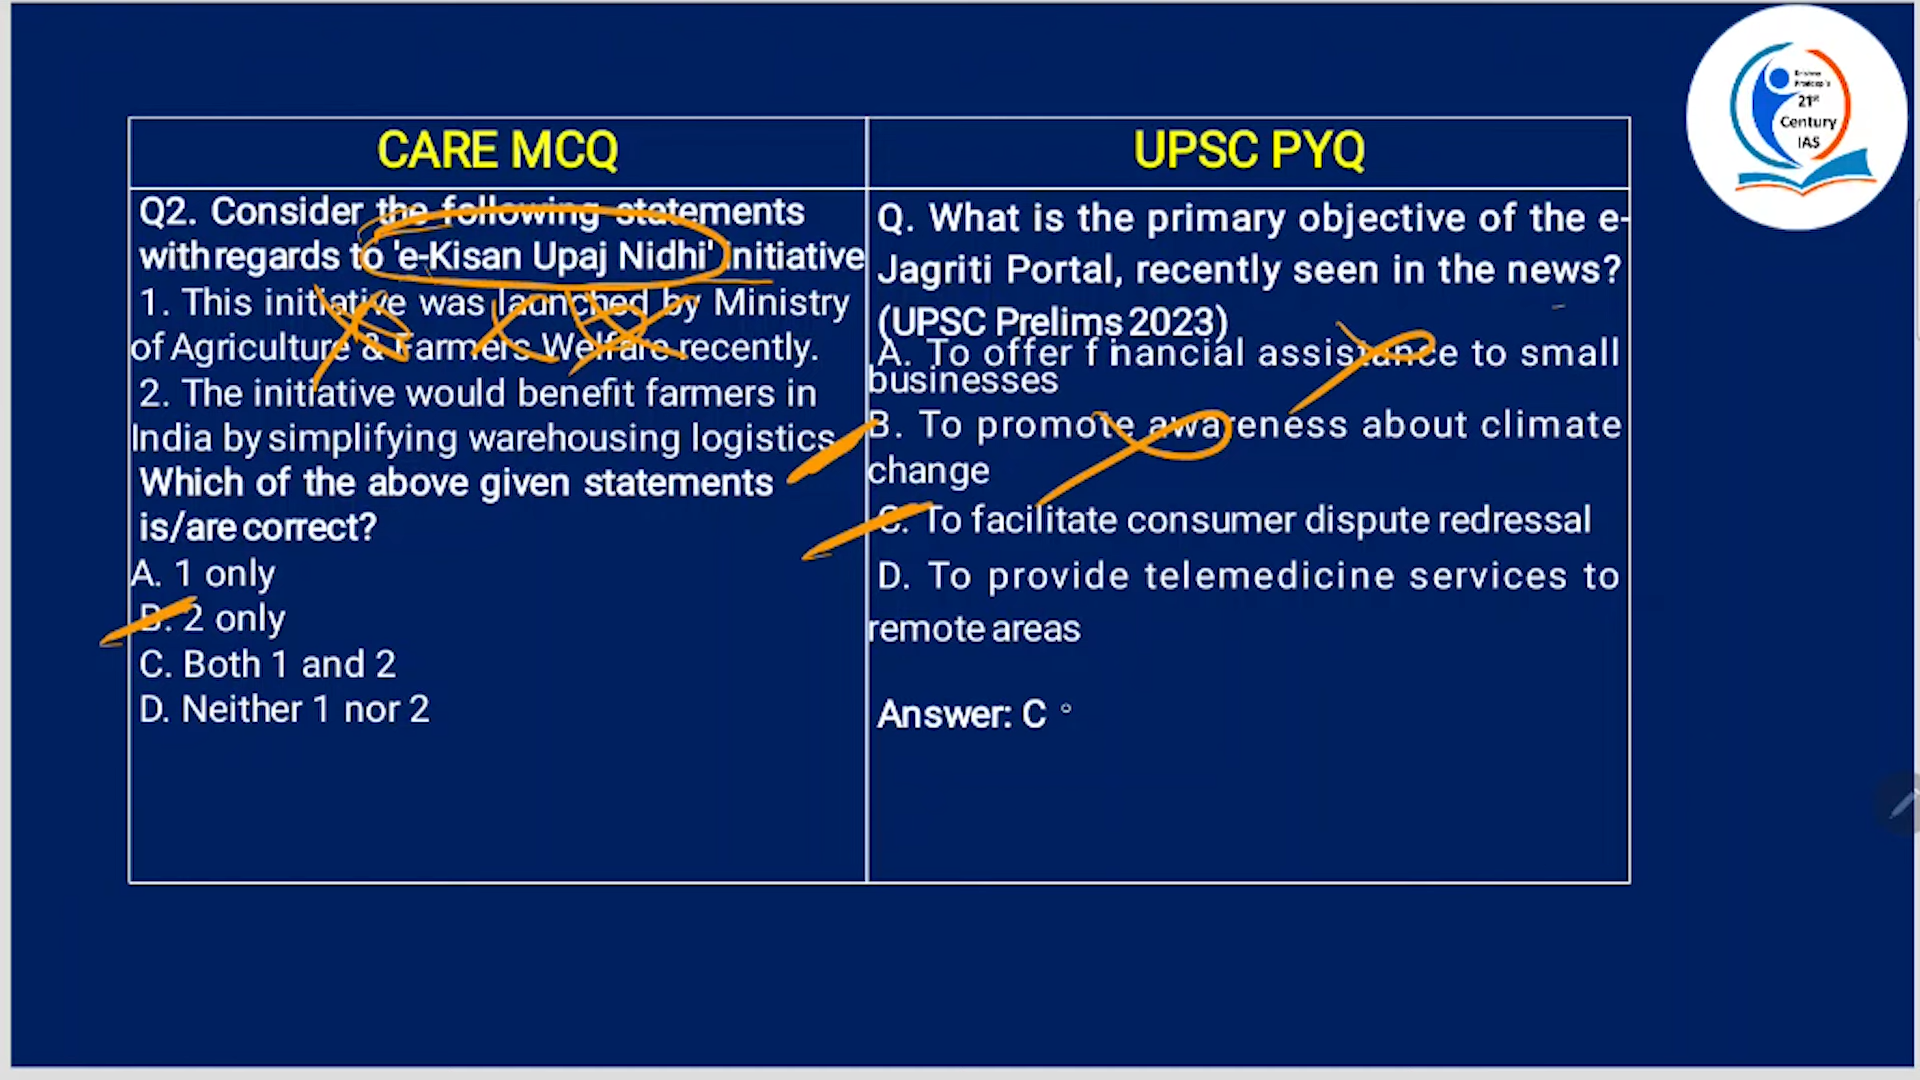 CARE MCQ
Q2. Consider the following statements
with regards to 'e-Kisan Upaj Nidhi' initiative
1. This initiative was launched by Ministry
of Agriculture & Farmers Welfare recently.
2. The initiative would benefit farmers in
India by simplifying warehousing logistics
Which of the above given statements
is/are correct?
A. 1 only
B. 2 only
C. Both 1 and 2
D. Neither 1 nor 2
UPSC PYQ
Q. What is the primary objective of the e-
Jagriti Portal, recently seen in the news?
(UPSC Prelims 2023)
A. To offer financial assistance to small
businesses
B. To promote awareness about climate
change
C. To facilitate consumer dispute redressal
D. To provide telemedicine services to
remote areas
Answer: C
Krishna
Pradeep's
21st
Century
IAS